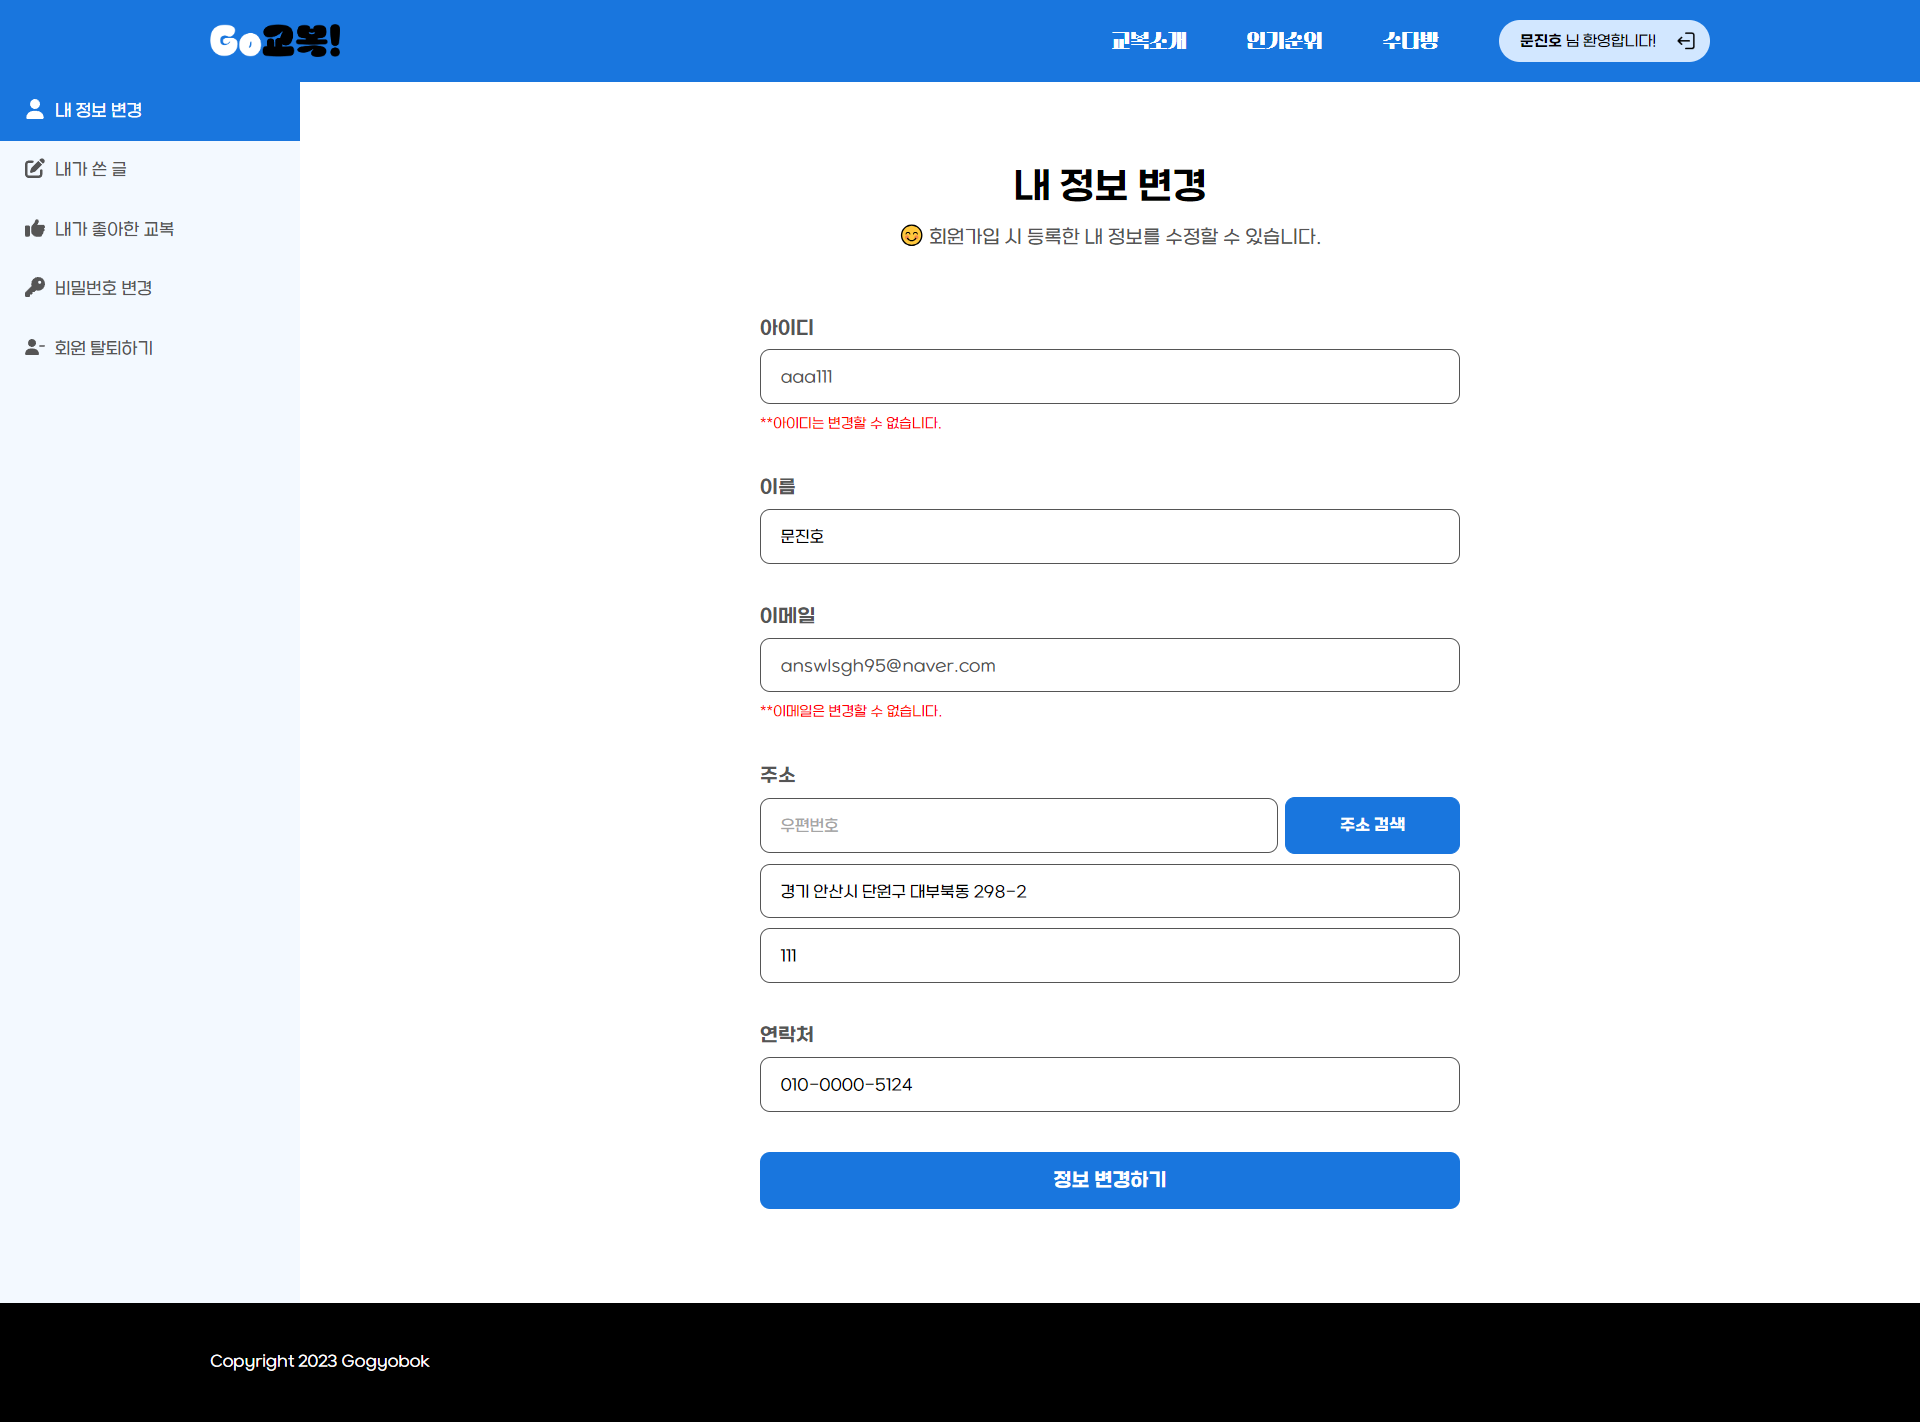 Go교복!
교복소개
인기순위
수다방
문진호 님 환영합니다!
내 정보 변경
내가 쓴 글
내가 좋아한 교복
비밀번호 변경
회원 탈퇴하기
내 정보 변경
😊 회원가입 시 등록한 내 정보를 수정할 수 있습니다.
아이디
aaa111
**아이디는 변경할 수 없습니다.
이름
문진호
이메일
answlsgh95@naver.com
**이메일은 변경할 수 없습니다.
주소
우편번호
주소 검색
경기 안산시 단원구 대부북동 298-2
111
연락처
010-0000-5124
정보 변경하기
Copyright 2023 Gogyobok